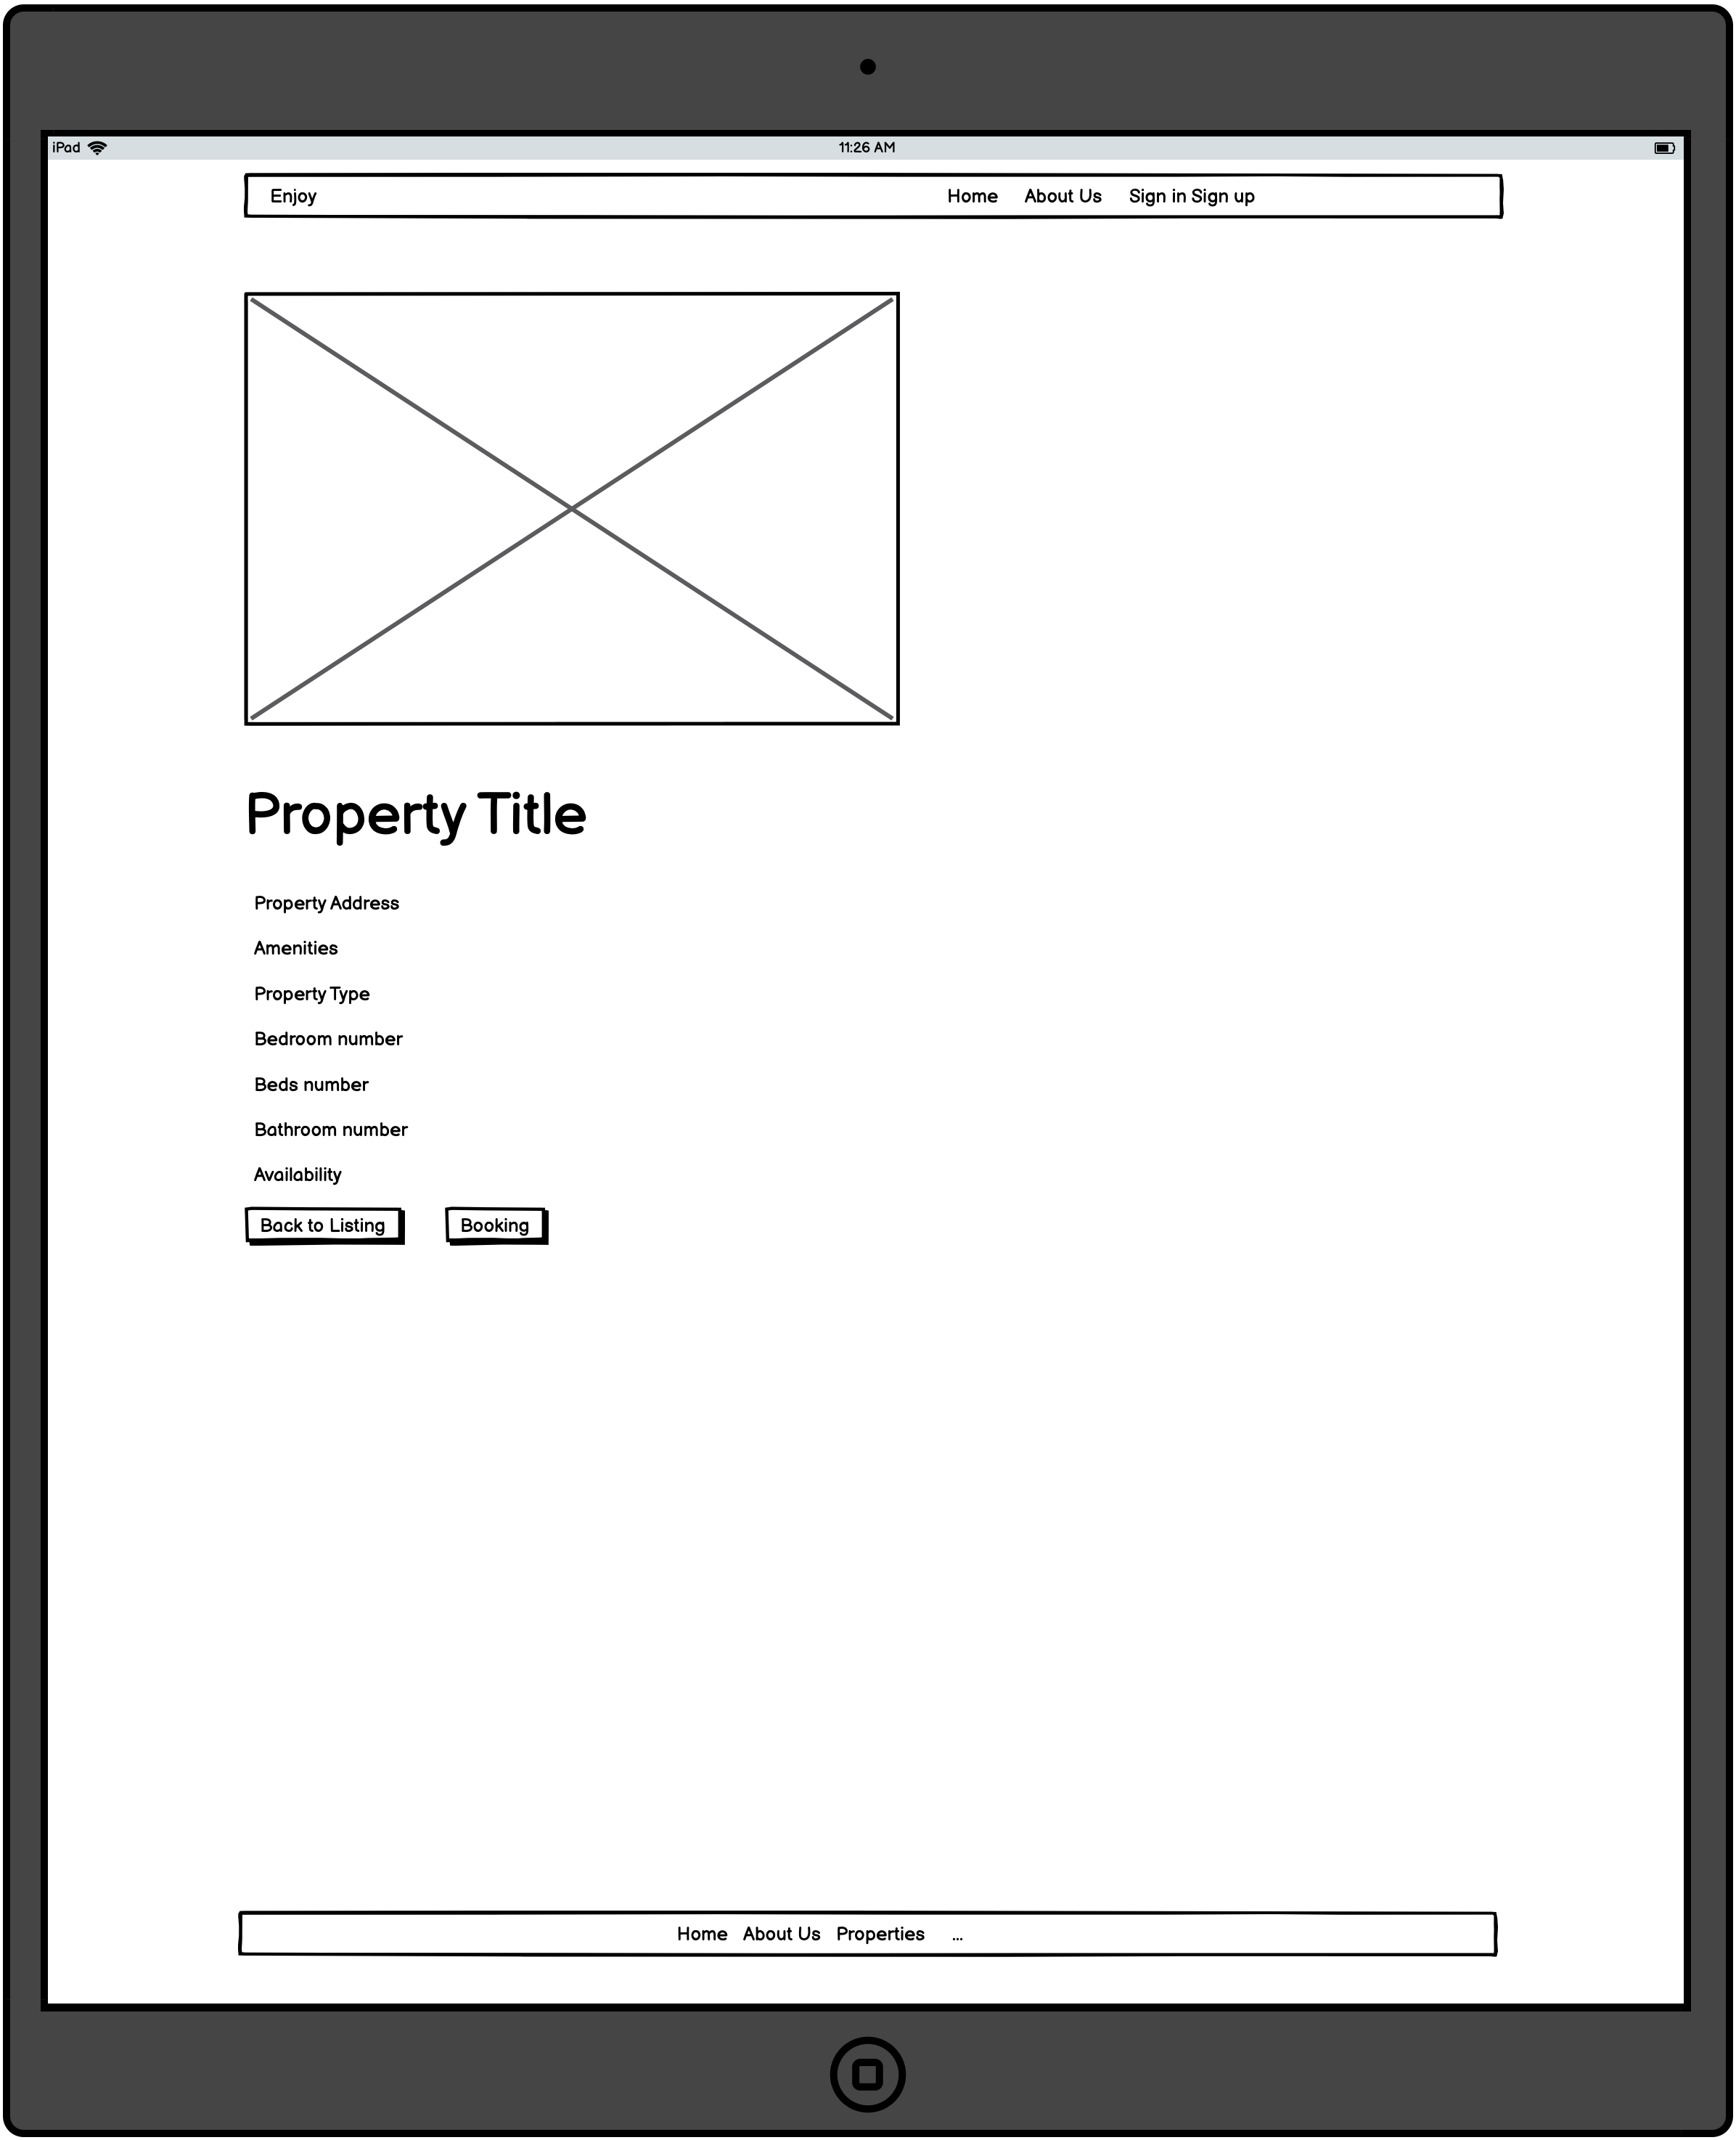 iPad 11:26 AM
Enjoy Home About Us Sign in Sign up
Property Title
Property Address
Amenities
Property Type
Bedroom number
Beds number
Bathroom number
Availability
Back to Listing Booking
Home About Us Properties ...